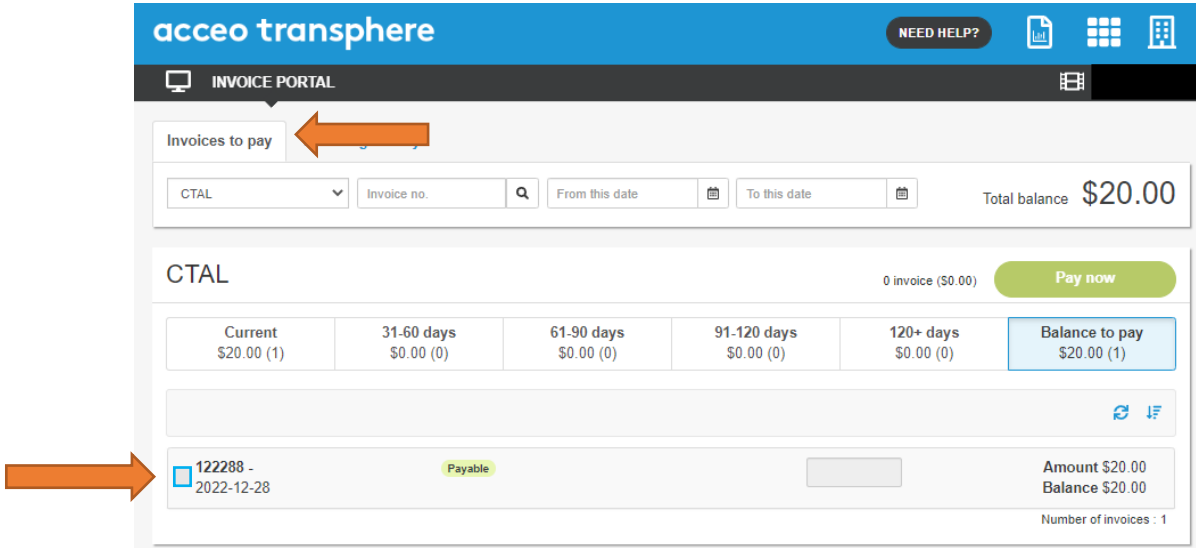 acceo transphere
NEED HELP?
INVOICE PORTAL
Invoices to pay
CTAL
Invoice no.
From this date
To this date
Total balance $20.00
CTAL
0 invoice ($0.00)
Pay now
Current
$20.00 (1)
31-60 days
$0.00 (0)
61-90 days
$0.00 (0)
91-120 days
$0.00 (0)
120+ days
$0.00 (0)
Balance to pay
$20.00 (1)
122288 -
2022-12-28
Payable
Amount $20.00
Balance $20.00
Number of invoices : 1